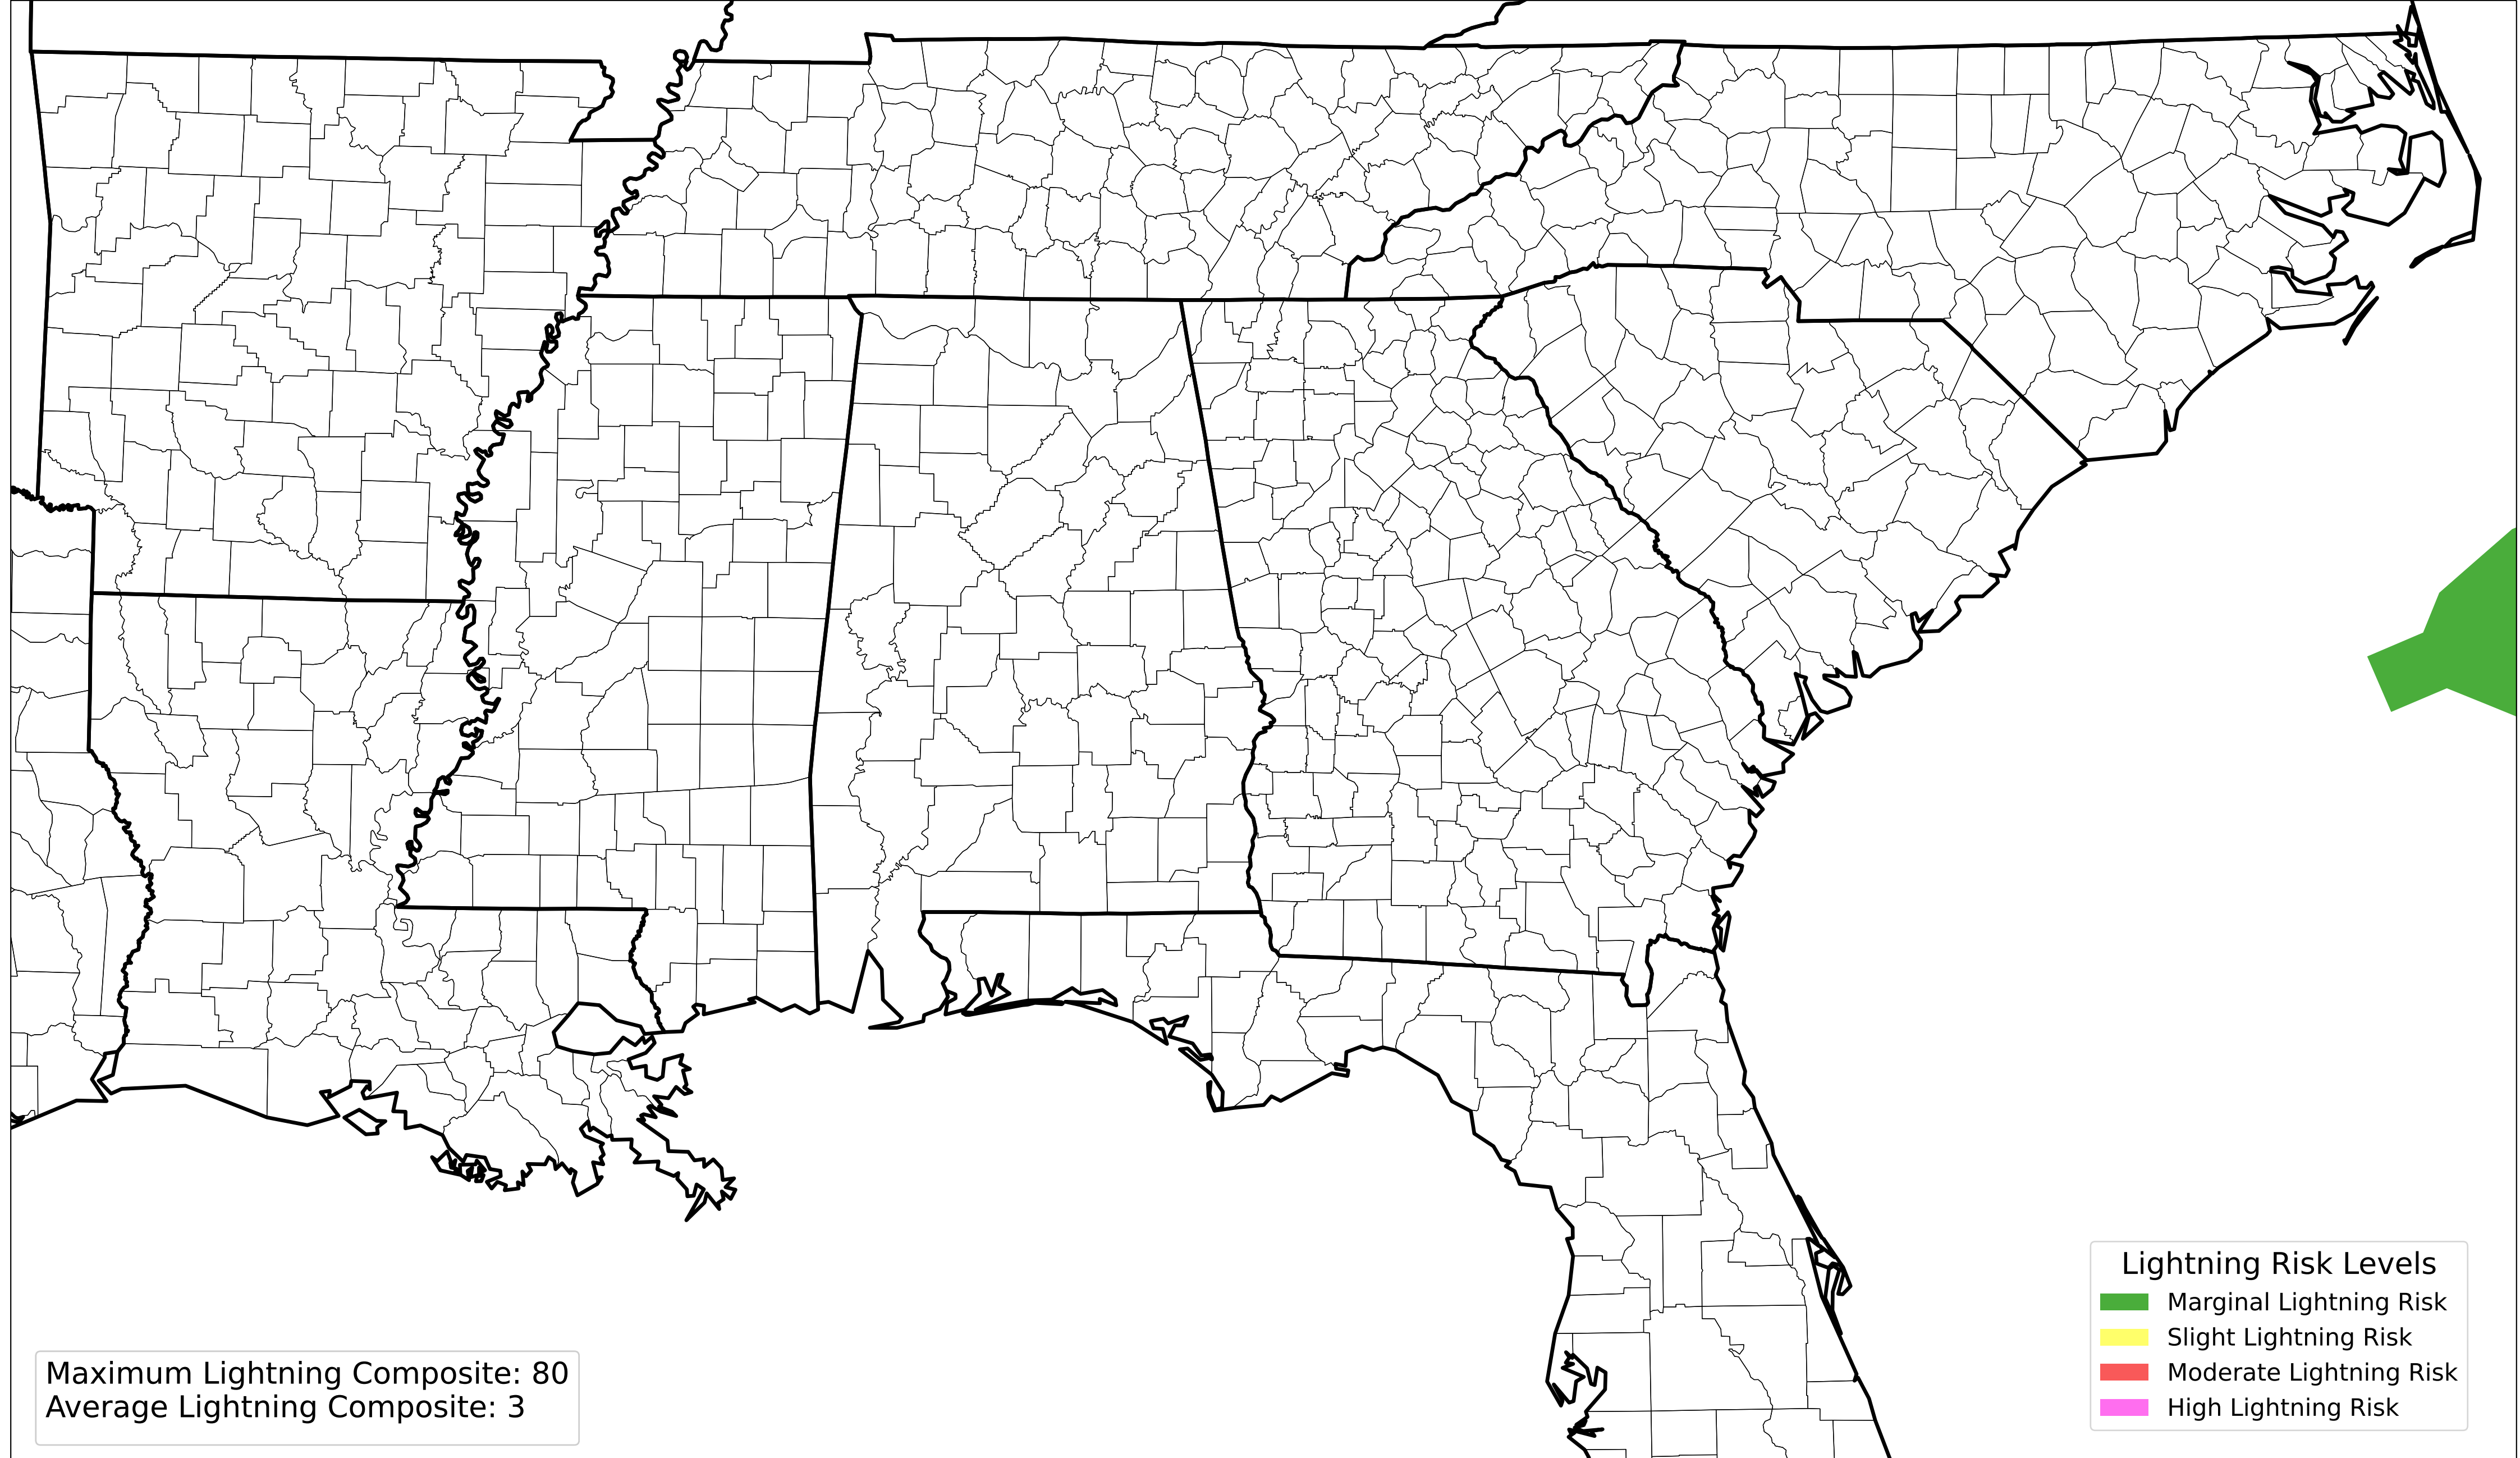 Lightning Risk Levels
Marginal Lightning Risk
Slight Lightning Risk
Moderate Lightning Risk
High Lightning Risk
Maximum Lightning Composite: 80
Average Lightning Composite: 3